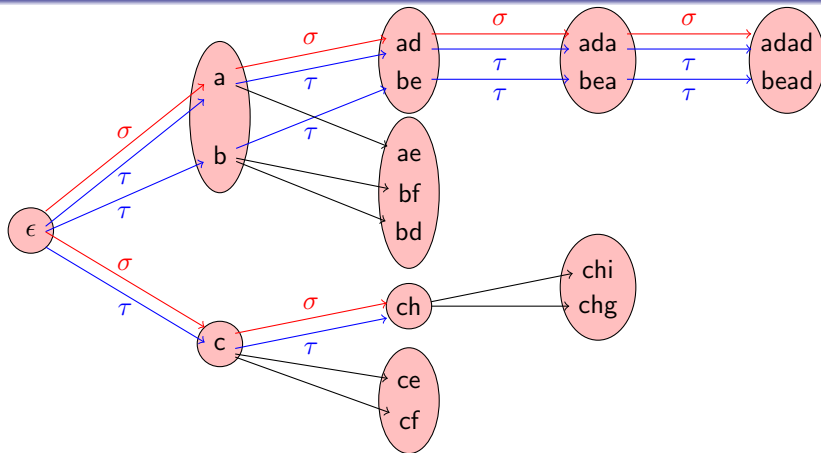 σ σ
ad ada adad
σ
a τ τ
be bea bead
τ τ τ
σ b τ
ae
τ bf
τ
bd
ϵ
σ chi
σ ch
τ c chg
τ
ce
cf